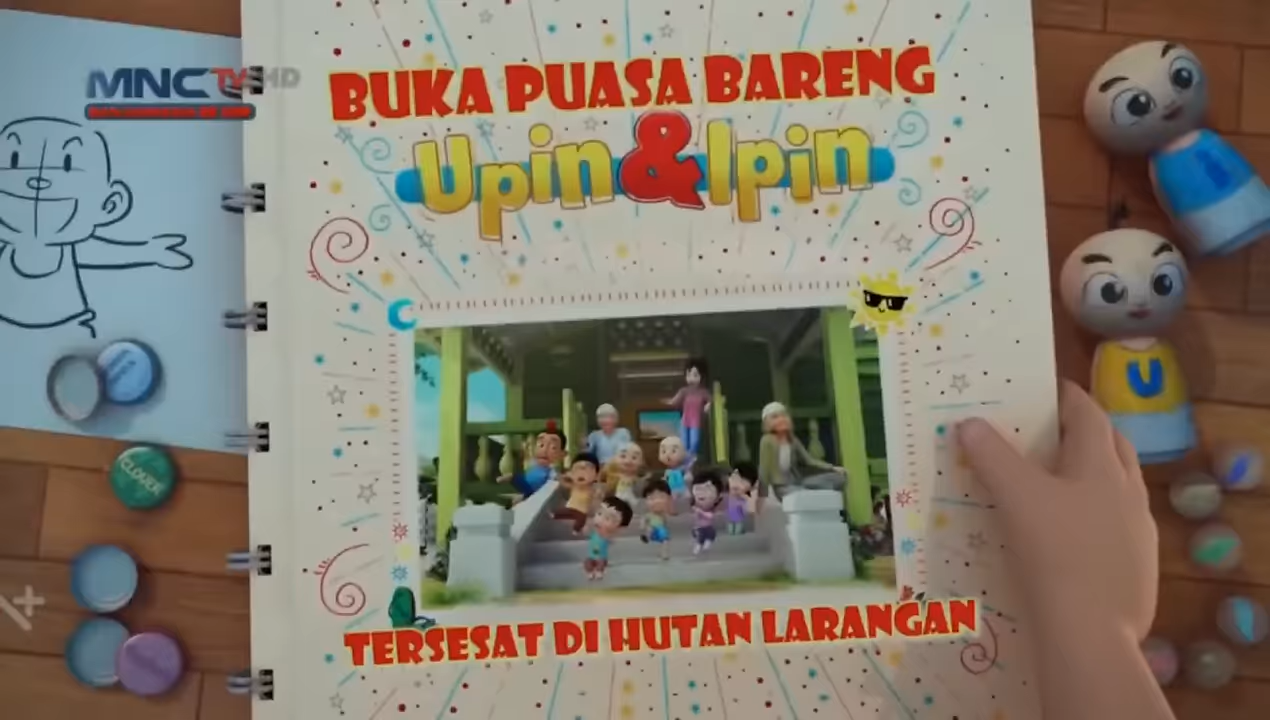 MNCTV HD
BUKA PUASA BARENG
Upin&Ipin
TERSESAT DI HUTAN LARANGAN
CLOVER
U